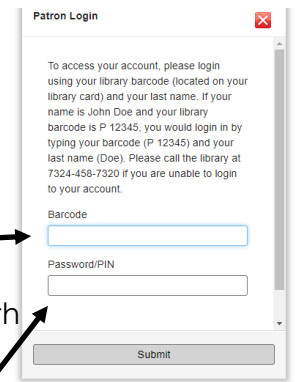 Patron Login
To access your account, please login
using your library barcode (located on your
library card) and your last name. If your
name is John Doe and your library
barcode is P 12345, you would login in by
typing your barcode (P 12345) and your
last name (Doe). Please call the library at
7324-458-7320 if you are unable to login
to your account.
Barcode
Password/PIN
Submit